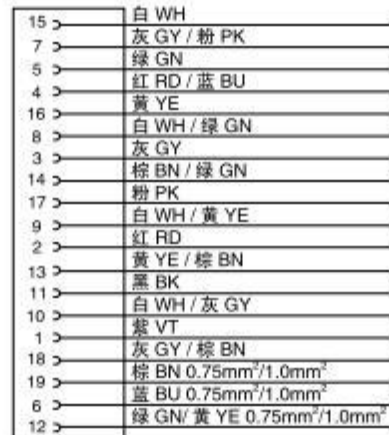 15 白 WH
7 灰 GY / 粉 PK
5 绿 GN
4 红 RD / 蓝 BU
16 黄 YE
8 白 WH / 绿 GN
3 灰 GY
14 棕 BN / 绿 GN
17 粉 PK
9 白 WH / 黄 YE
2 红 RD
13 黄 YE / 棕 BN
11 黑 BK
10 白 WH / 灰 GY
1 紫 VT
18 灰 GY / 棕 BN
19 棕 BN 0.75mm²/1.0mm²
6 蓝 BU 0.75mm²/1.0mm²
12 绿 GN/ 黄 YE 0.75mm²/1.0mm²